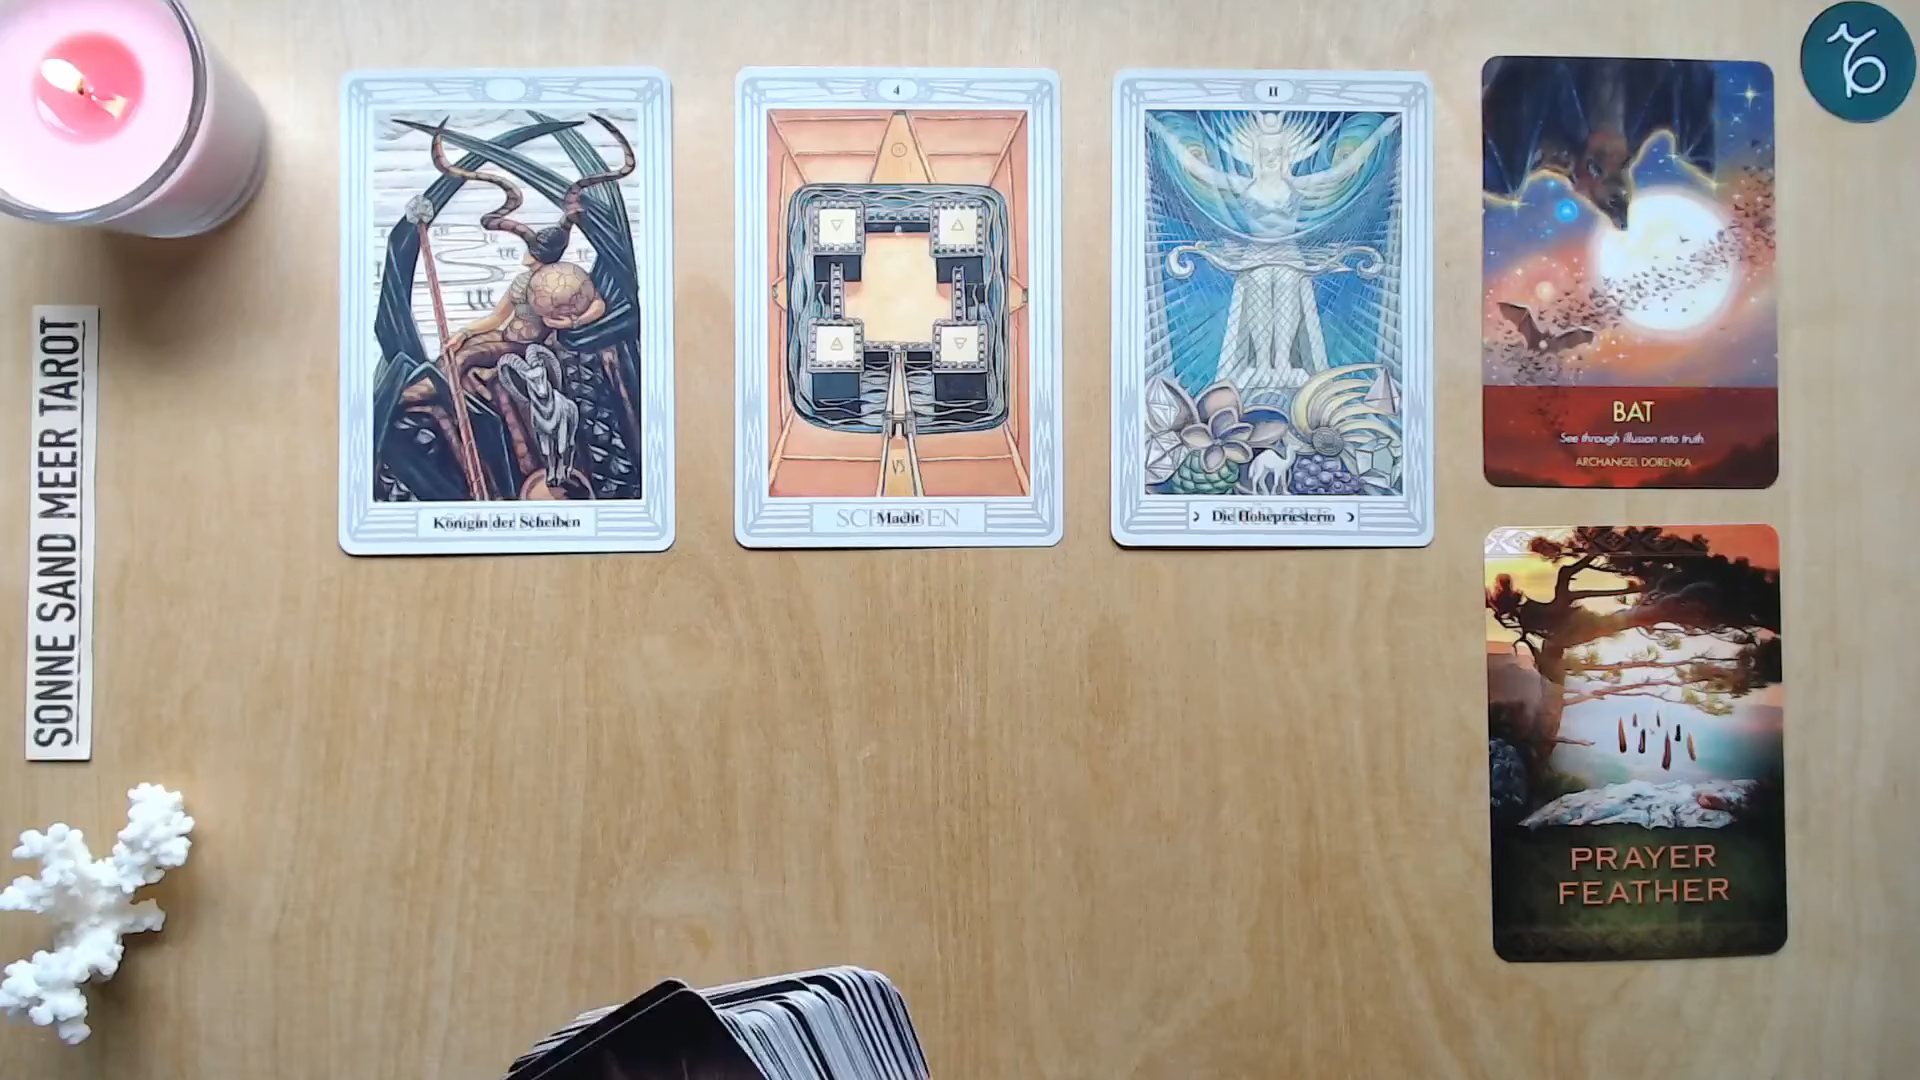 SONNE SAND MEER TAROT
Königin der Scheiben
4
SCHEIBEN
Macht
II
Die Hohepriesterin
BAT
See through illusion into truth.
ARCHANGEL DORENKA
PRAYER
FEATHER